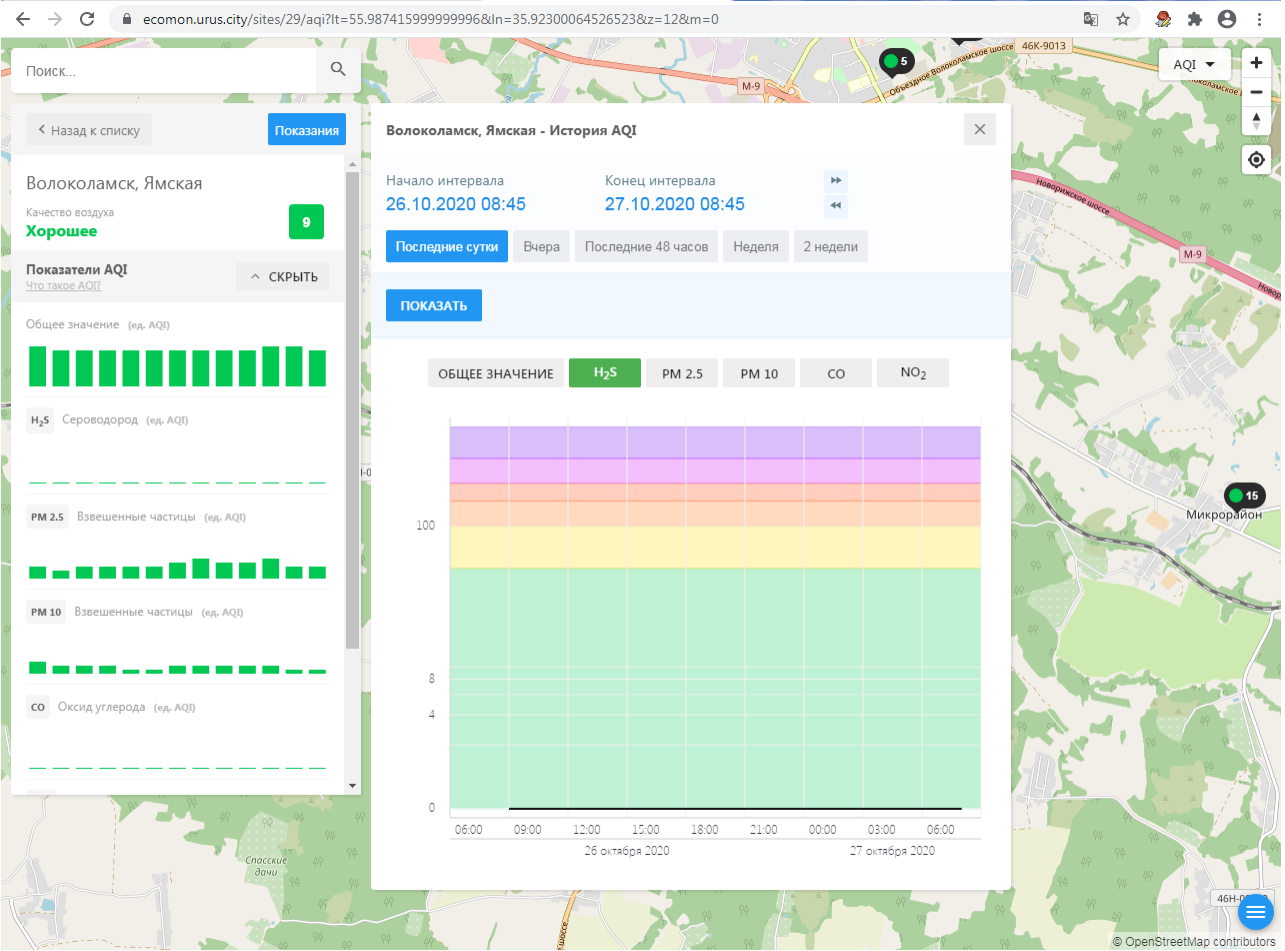 ecomon.urus.city/sites/29/aqi?lt=55.987415999999996&ln=35.92300064526523&z=12&m=0
Поиск...
5
Объездное Волоколамское шоссе
46К-9013
М-9
AQI
Назад к списку
Показания
Волоколамск, Ямская
Качество воздуха
Хорошее
9
Показатели AQI
Что такое AQI?
СКРЫТЬ
Общее значение (ед. AQI)
H₂S Сероводород (ед. AQI)
PM 2.5 Взвешенные частицы (ед. AQI)
PM 10 Взвешенные частицы (ед. AQI)
CO Оксид углерода (ед. AQI)
Волоколамск, Ямская - История AQI
Начало интервала
Конец интервала
26.10.2020 08:45
27.10.2020 08:45
Последние сутки
Вчера
Последние 48 часов
Неделя
2 недели
ПОКАЗАТЬ
ОБЩЕЕ ЗНАЧЕНИЕ
H₂S
PM 2.5
PM 10
CO
NO₂
100
8
4
0
06:00 09:00 12:00 15:00 18:00 21:00 00:00 03:00 06:00
26 октября 2020
27 октября 2020
Новорижское шоссе
М-9
15
Микрорайон
Спасские
дачи
© OpenStreetMap contributors